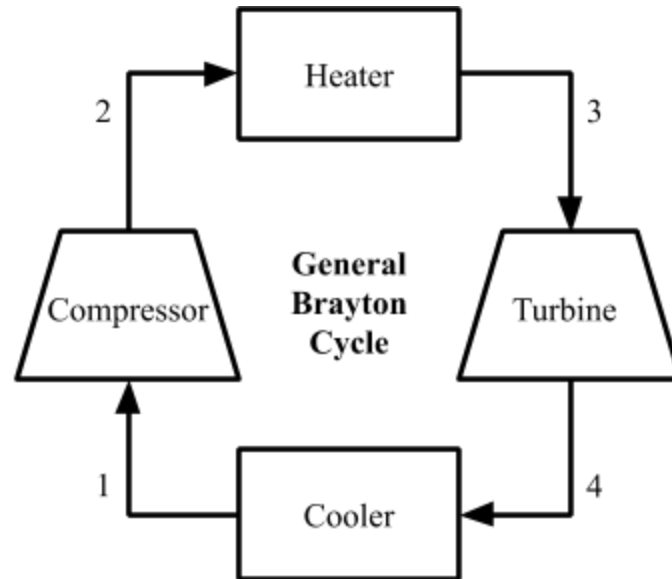 Heater
2
3
General
Brayton
Cycle
Compressor
Turbine
1
4
Cooler